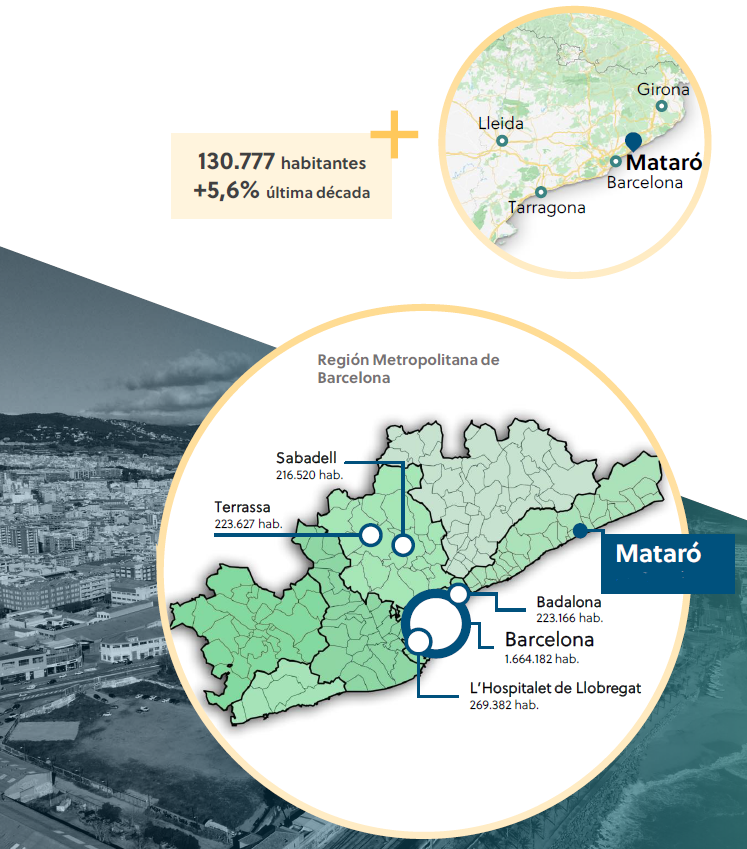 Girona
Lleida
Mataró
Barcelona
Tarragona
130.777 habitantes
+5,6% última década
Región Metropolitana de
Barcelona
Sabadell
216.520 hab.
Terrassa
223.627 hab.
Mataró
Badalona
223.166 hab.
Barcelona
1.664.182 hab.
L'Hospitalet de Llobregat
269.382 hab.